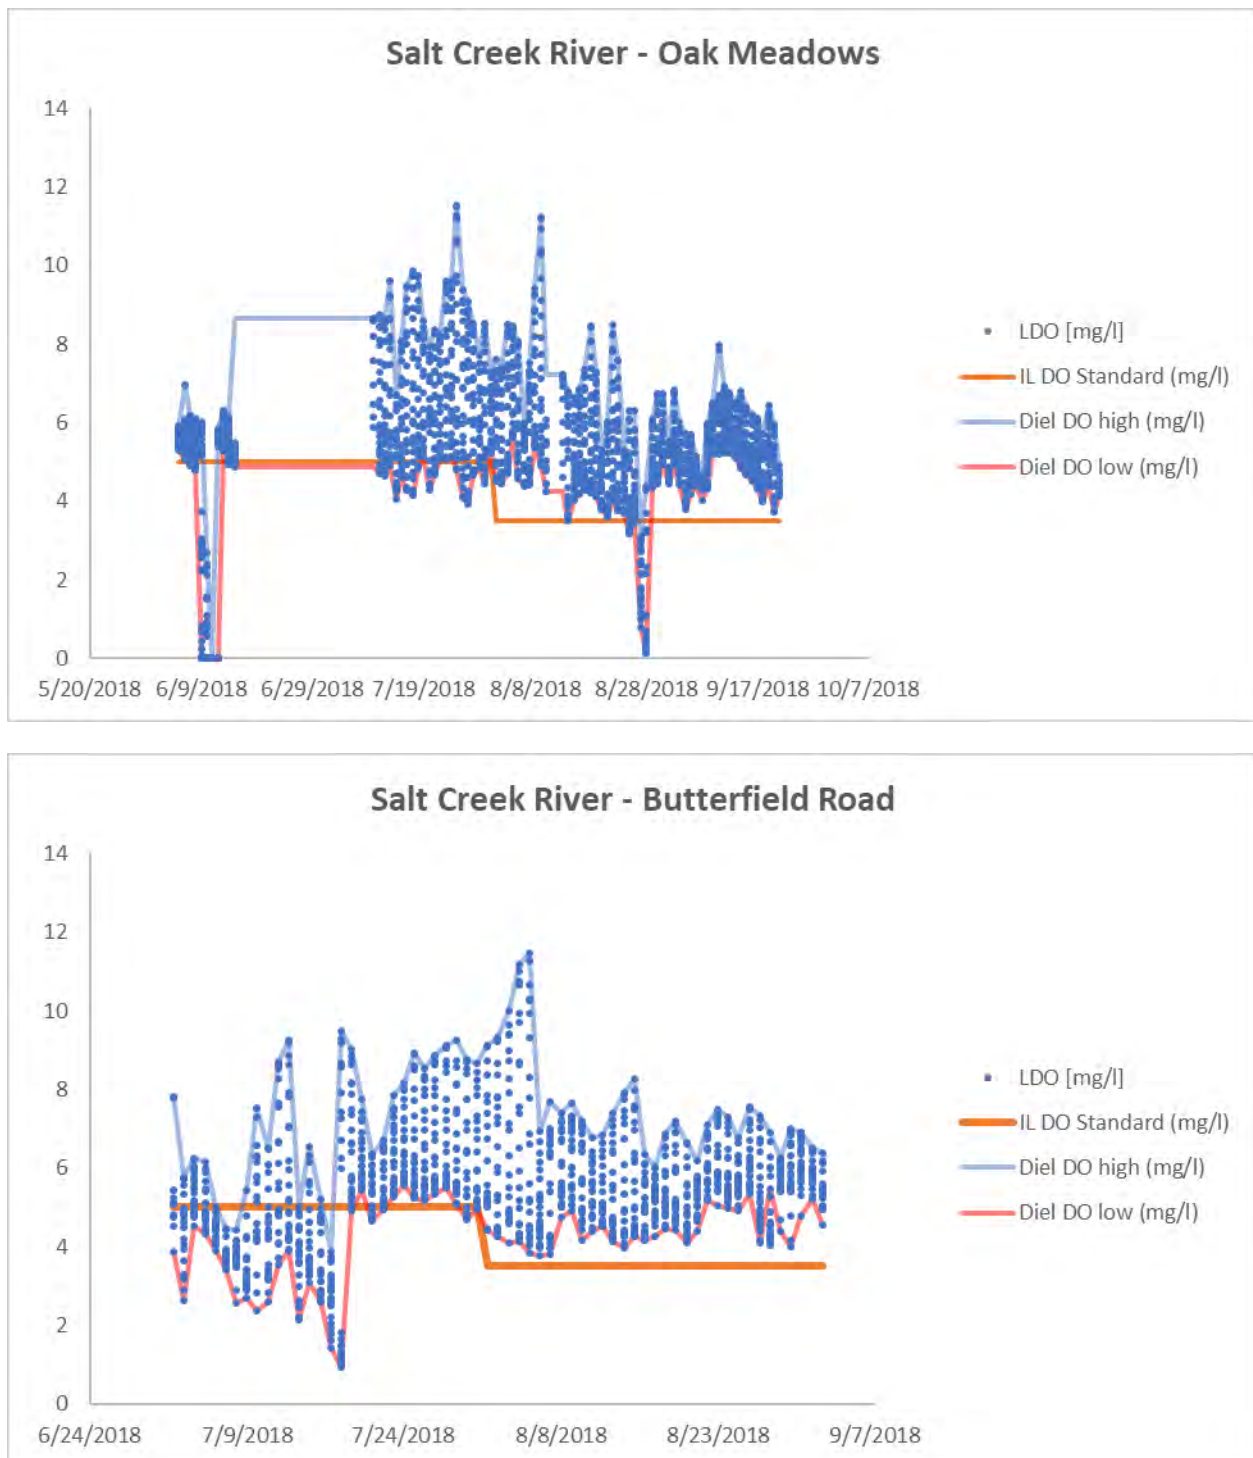 Salt Creek River - Oak Meadows
14
12
10
8
6
4
2
0
5/20/2018 6/9/2018 6/29/2018 7/19/2018 8/8/2018 8/28/2018 9/17/2018 10/7/2018
LDO [mg/l]
IL DO Standard (mg/l)
Diel DO high (mg/l)
Diel DO low (mg/l)
Salt Creek River - Butterfield Road
14
12
10
8
6
4
2
0
6/24/2018 7/9/2018 7/24/2018 8/8/2018 8/23/2018 9/7/2018
LDO [mg/l]
IL DO Standard (mg/l)
Diel DO high (mg/l)
Diel DO low (mg/l)